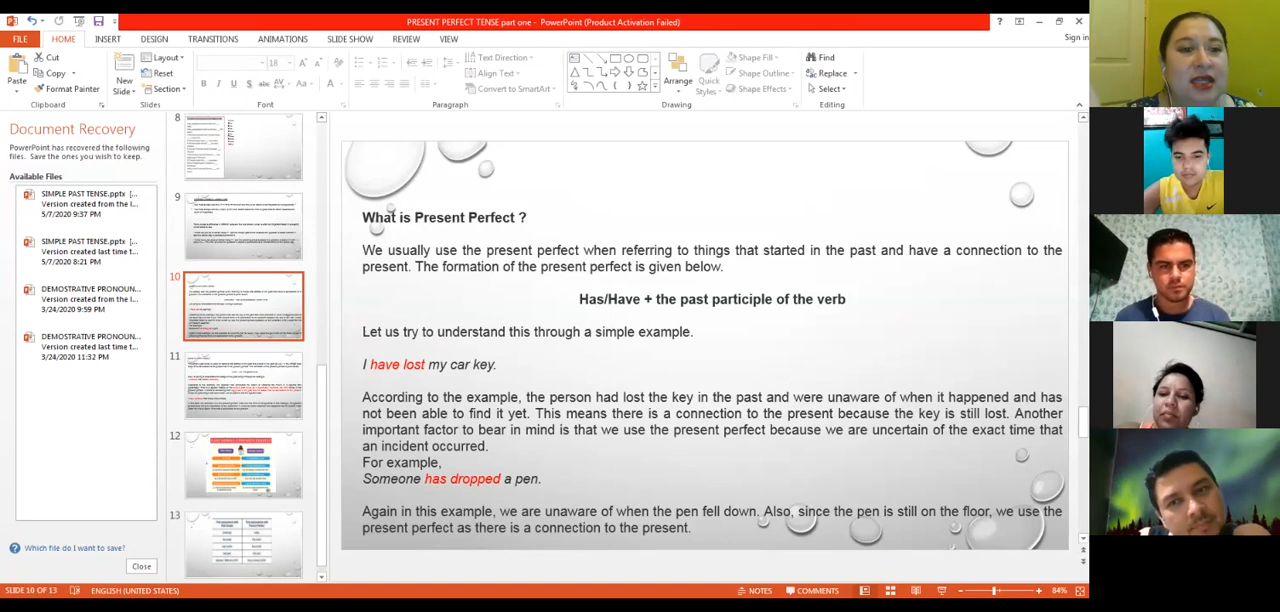 PRESENT PERFECT TENSE part one - PowerPoint (Product Activation Failed)
FILE HOME INSERT DESIGN TRANSITIONS ANIMATIONS SLIDE SHOW REVIEW VIEW Sign in
Paste
Cut
Copy
Format Painter
Clipboard
New
Slide
Layout
Reset
Section
Slides
18
Font
Paragraph
Text Direction
Align Text
Convert to SmartArt
Arrange
Quick
Styles
Shape Fill
Shape Outline
Shape Effects
Drawing
Find
Replace
Select
Editing
Document Recovery
PowerPoint has recovered the following
files. Save the ones you wish to keep.
Available Files
SIMPLE PAST TENSE.pptx [...
Version created from the l...
5/7/2020 9:37 PM
SIMPLE PAST TENSE.pptx [...
Version created last time t...
5/7/2020 8:21 PM
DEMOSTRATIVE PRONOUN...
Version created from the l...
3/24/2020 9:59 PM
DEMOSTRATIVE PRONOUN...
Version created last time t...
3/24/2020 11:32 PM
Which file do I want to save?
Close
8
9
10
11
12
13
What is Present Perfect ?
We usually use the present perfect when referring to things that started in the past and have a connection to the
present. The formation of the present perfect is given below.
Has/Have + the past participle of the verb
Let us try to understand this through a simple example.
I have lost my car key.
According to the example, the person had lost the key in the past and were unaware of when it happened and has
not been able to find it yet. This means there is a connection to the present because the key is still lost. Another
important factor to bear in mind is that we use the present perfect because we are uncertain of the exact time that
an incident occurred.
For example,
Someone has dropped a pen.
Again in this example, we are unaware of when the pen fell down. Also, since the pen is still on the floor, we use the
present perfect as there is a connection to the present.
SLIDE 10 OF 13 ENGLISH (UNITED STATES) NOTES COMMENTS 84%